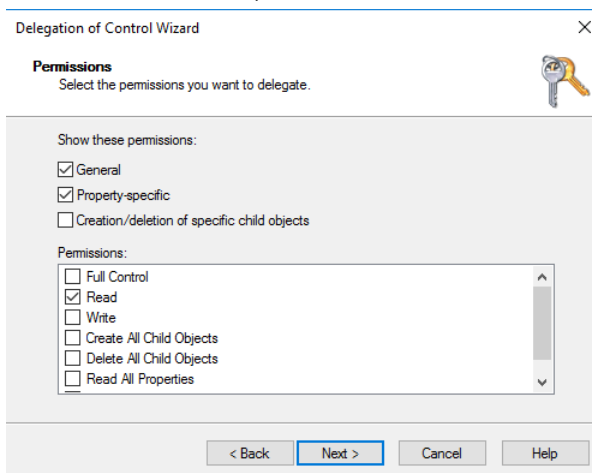 Delegation of Control Wizard
Permissions
Select the permissions you want to delegate.
Show these permissions:
General
Property-specific
Creation/deletion of specific child objects
Permissions:
Full Control
Read
Write
Create All Child Objects
Delete All Child Objects
Read All Properties
< Back Next > Cancel Help